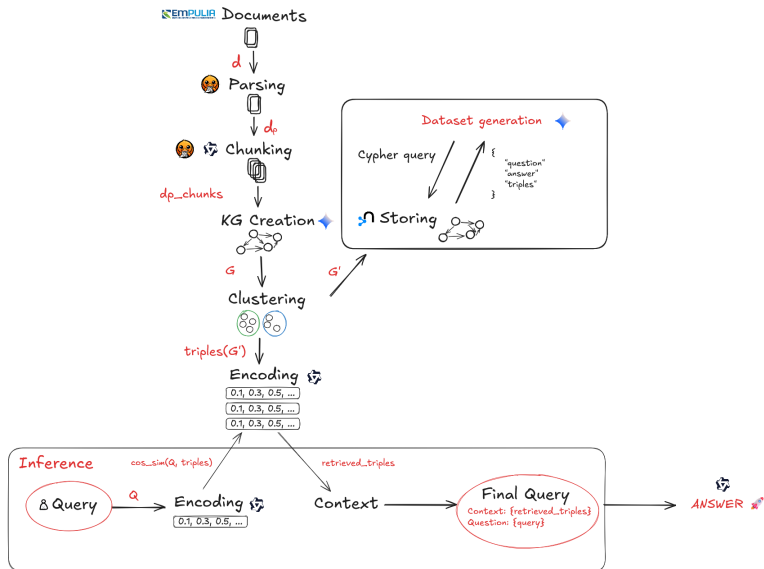 EMPULIA Documents
d
Parsing
dp
Chunking
dp_chunks
KG Creation
G
G'
Clustering
triples(G')
Encoding
0.1, 0.3, 0.5, ...
0.1, 0.3, 0.5, ...
0.1, 0.3, 0.5, ...
Dataset generation
Cypher query
{
"question"
"answer"
"triples"
}
Storing
Inference
cos_sim(Q, triples)
retrieved_triples
Query
Q
Encoding
0.1, 0.3, 0.5, ...
Context
Final Query
Context: {retrieved_triples}
Question: {query}
ANSWER